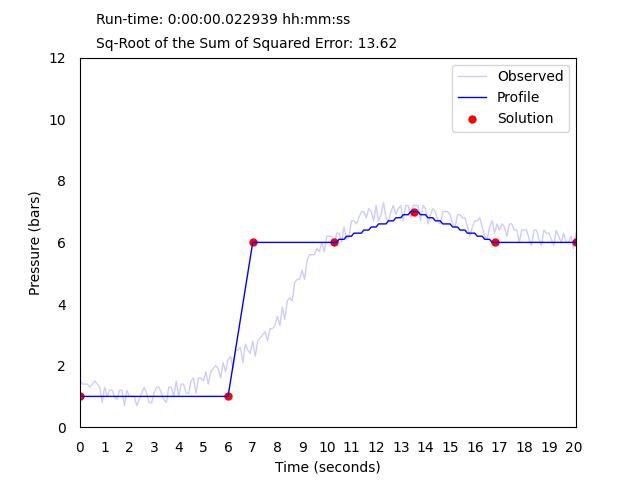 Run-time: 0:00:00.022939 hh:mm:ss
Sq-Root of the Sum of Squared Error: 13.62
12
10
8
6
4
2
0
Pressure (bars)
Observed
Profile
Solution
0 1 2 3 4 5 6 7 8 9 10 11 12 13 14 15 16 17 18 19 20
Time (seconds)